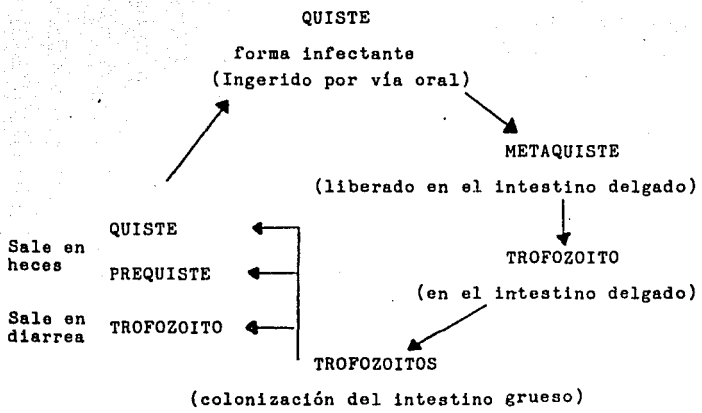 QUISTE
forma infectante
(Ingerido por vía oral)
METAQUISTE
(liberado en el intestino delgado)
TROFOZOITO
(en el intestino delgado)
TROFOZOITOS
(colonización del intestino grueso)
QUISTE
Sale en
heces
PREQUISTE
Sale en
diarrea
TROFOZOITO